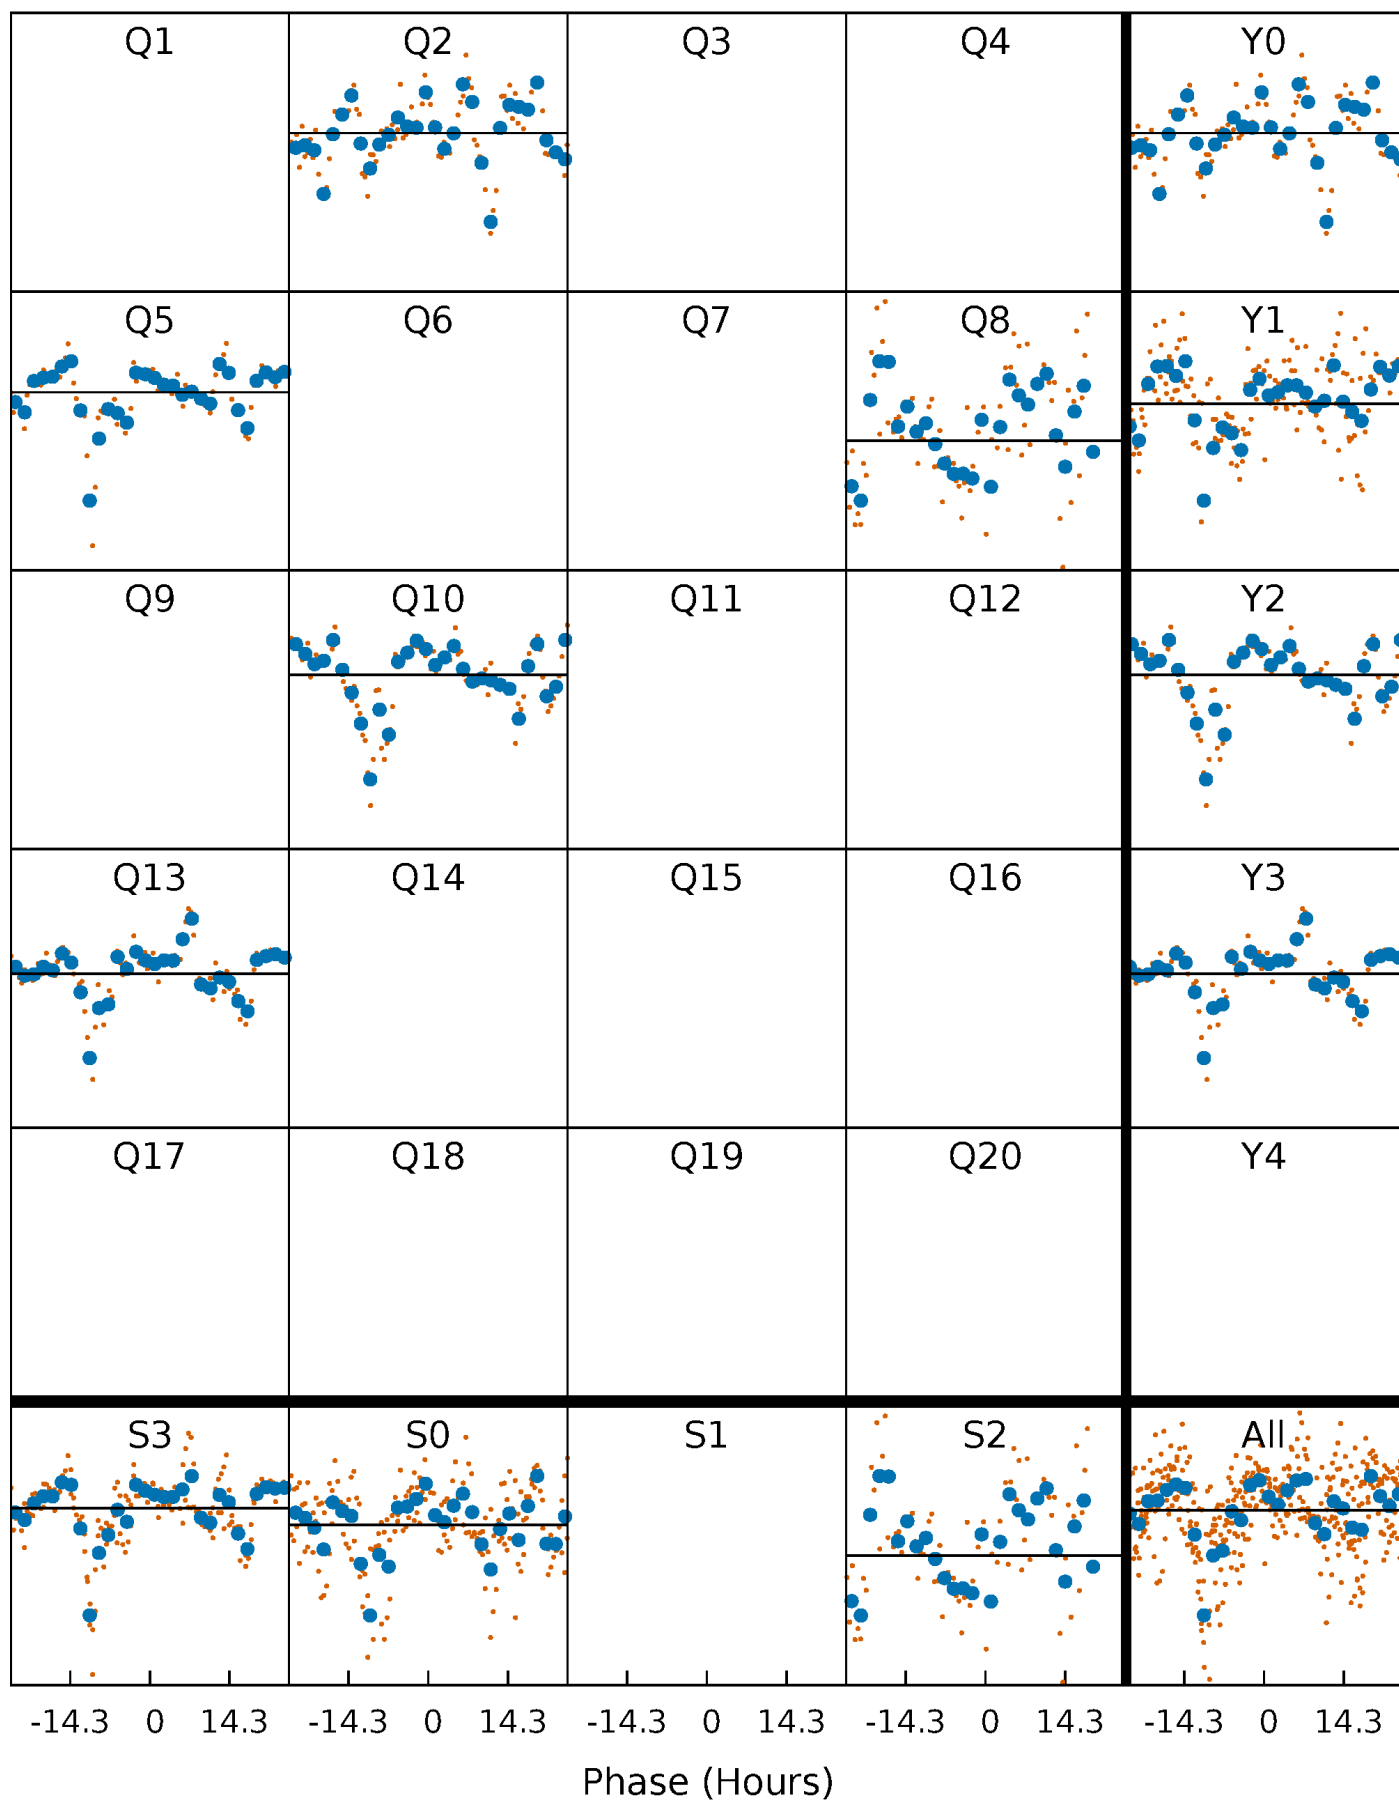 Q1 Q2 Q3 Q4 Y0
Q5 Q6 Q7 Q8 Y1
Q9 Q10 Q11 Q12 Y2
Q13 Q14 Q15 Q16 Y3
Q17 Q18 Q19 Q20 Y4
S3 S0 S1 S2 All
-14.3 0 14.3 -14.3 0 14.3 -14.3 0 14.3 -14.3 0 14.3 -14.3 0 14.3
Phase (Hours)